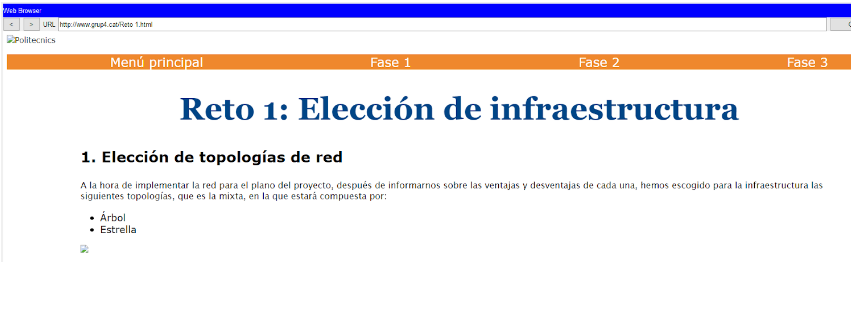 Web Browser
< > URL http://www.grup4.cat/Reto 1.html
Politecnics
Menú principal Fase 1 Fase 2 Fase 3
Reto 1: Elección de infraestructura
1. Elección de topologías de red
A la hora de implementar la red para el plano del proyecto, después de informarnos sobre las ventajas y desventajas de cada una, hemos escogido para la infraestructura las
siguientes topologías, que es la mixta, en la que estará compuesta por:
• Árbol
• Estrella